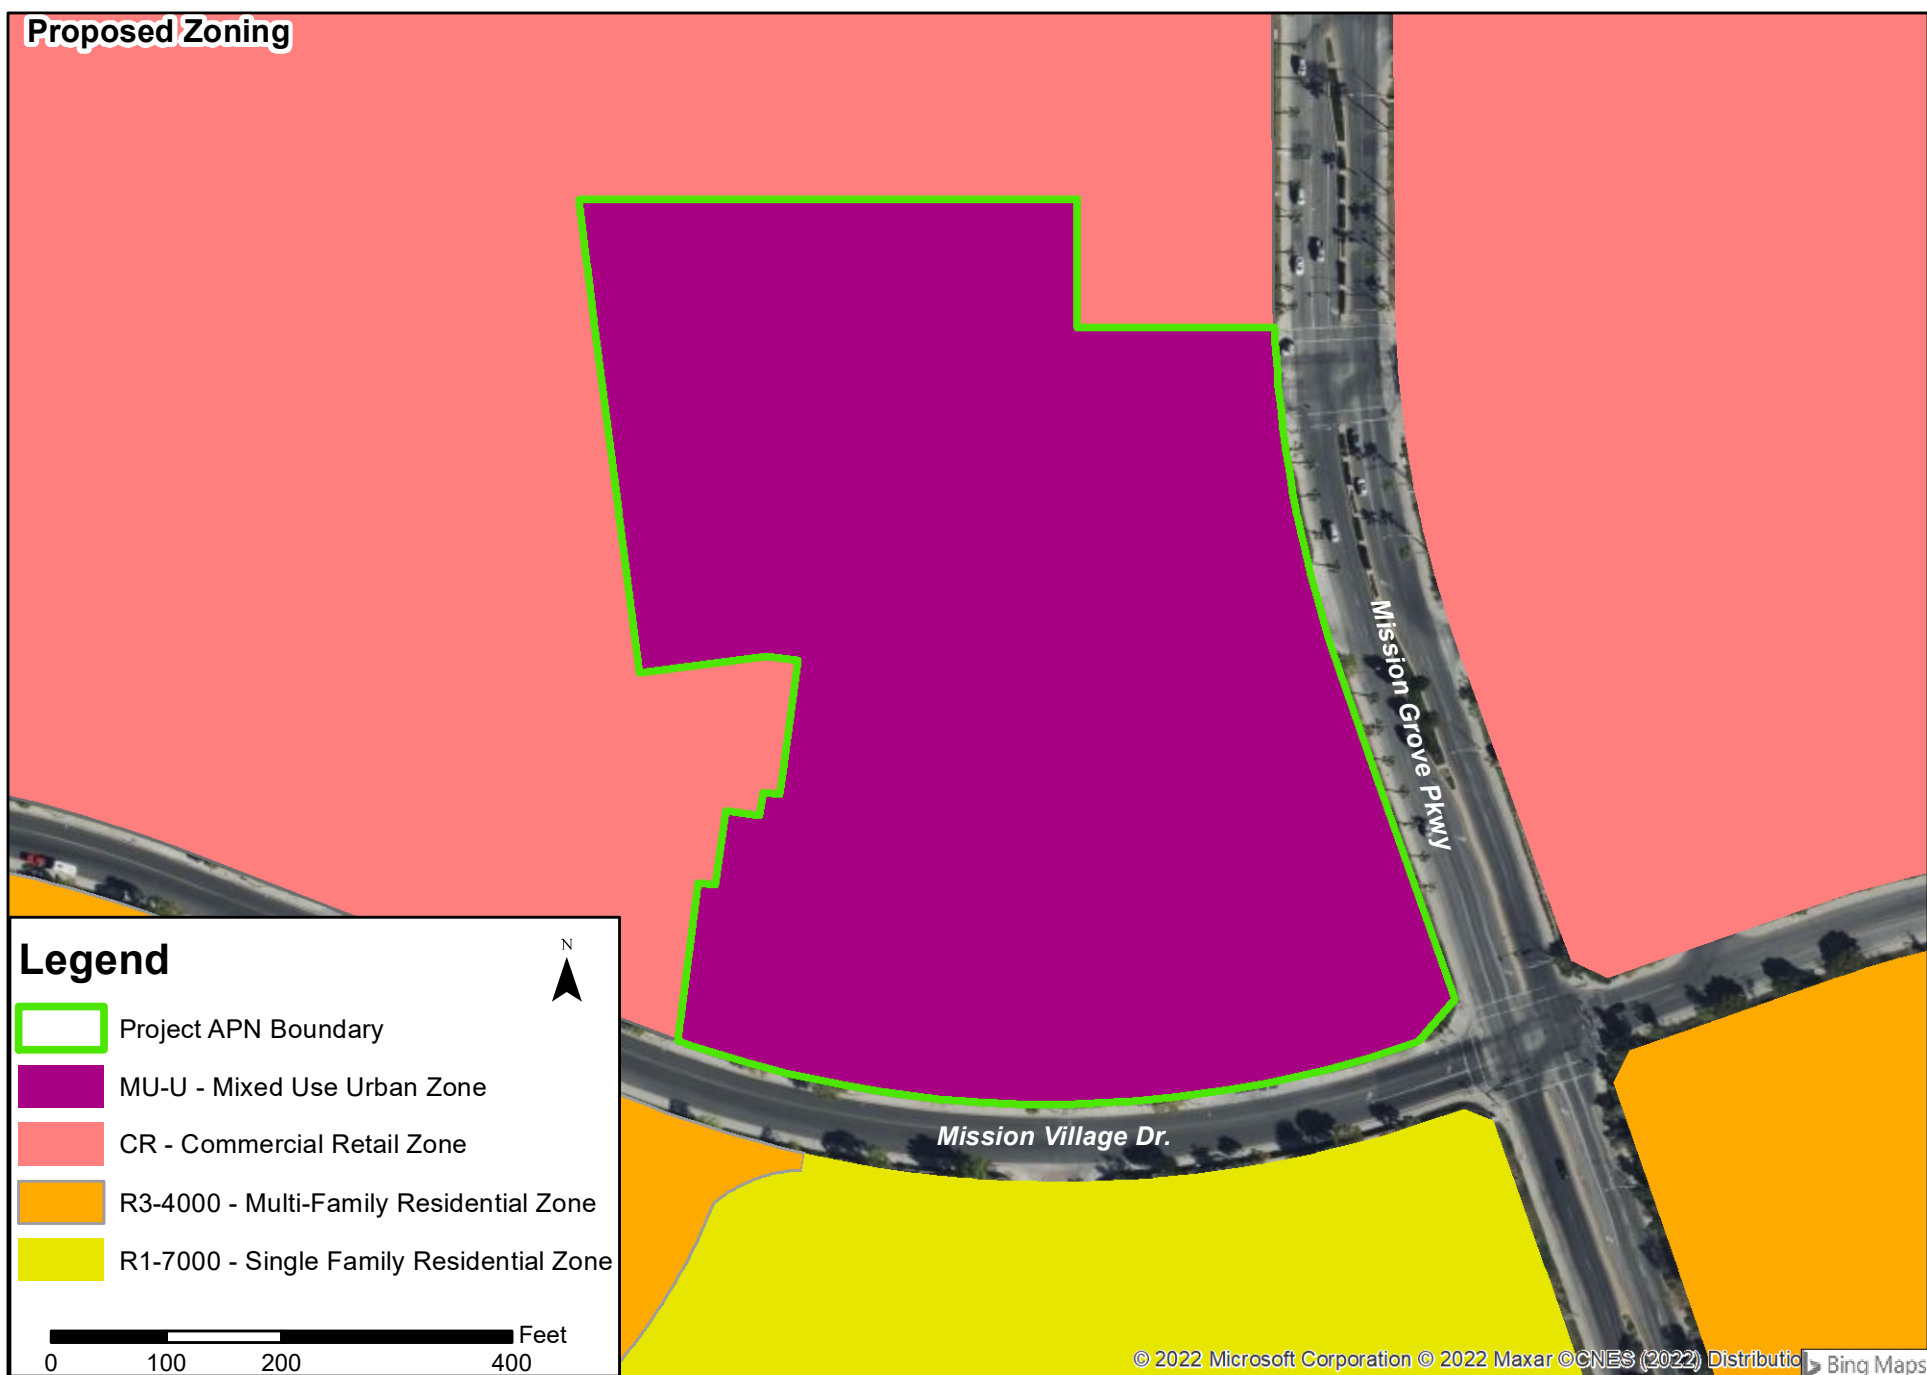 Proposed Zoning
Mission Grove Pkwy
Mission Village Dr.
Legend
N
Project APN Boundary
MU-U - Mixed Use Urban Zone
CR - Commercial Retail Zone
R3-4000 - Multi-Family Residential Zone
R1-7000 - Single Family Residential Zone
Feet
0 100 200 400
© 2022 Microsoft Corporation © 2022 Maxar ©CNES (2022) Distributio
Bing Maps